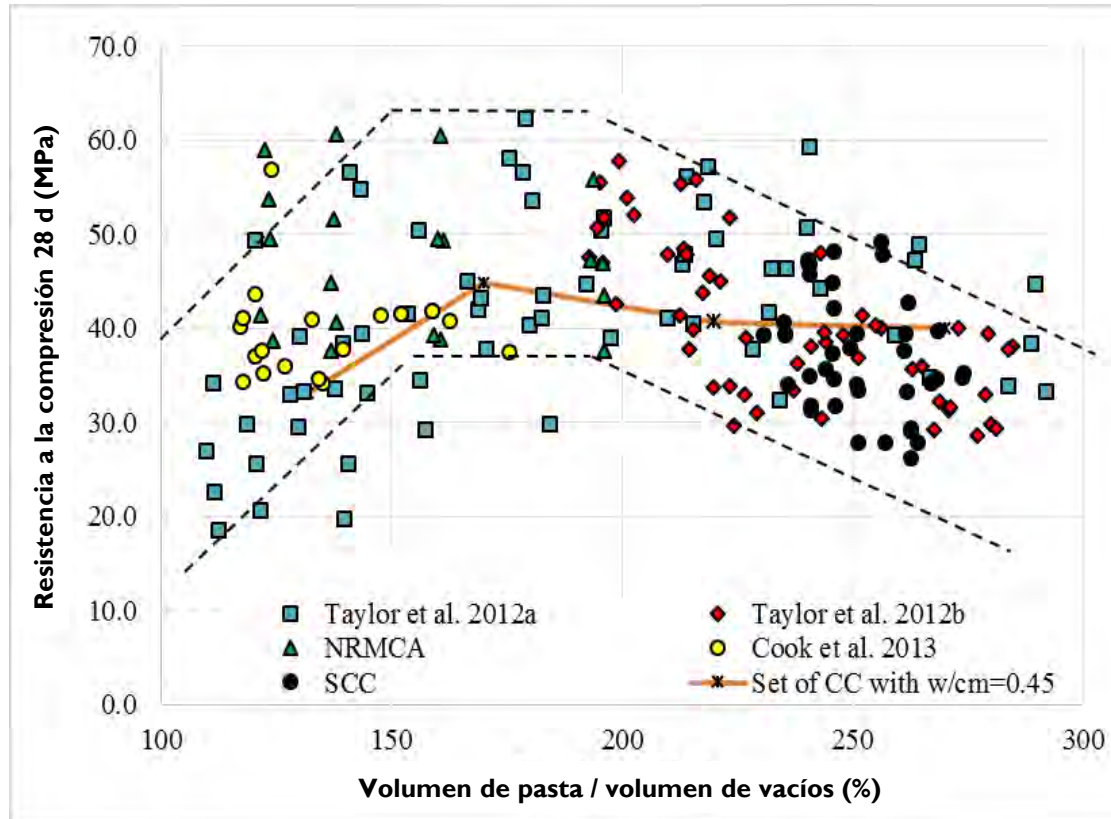 Resistencia a la compresión 28 d (MPa)
70.0
60.0
50.0
40.0
30.0
20.0
10.0
0.0
Taylor et al. 2012a
Taylor et al. 2012b
NRMCA
Cook et al. 2013
SCC
Set of CC with w/cm=0.45
100
150
200
250
300
Volumen de pasta / volumen de vacíos (%)